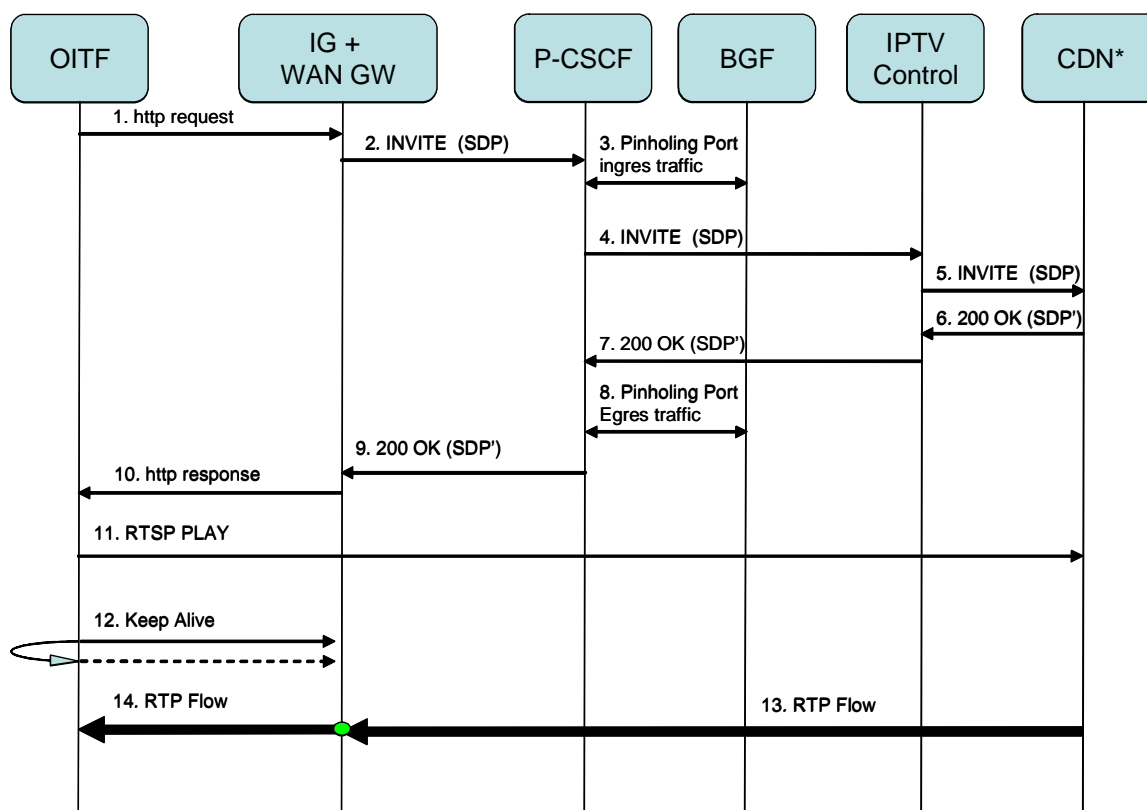 OITF
IG +
WAN GW
P-CSCF
BGF
IPTV
Control
CDN*
1. http request
2. INVITE (SDP)
3. Pinholing Port
ingres traffic
4. INVITE (SDP)
5. INVITE (SDP)
6. 200 OK (SDP')
7. 200 OK (SDP')
8. Pinholing Port
Egres traffic
9. 200 OK (SDP')
10. http response
11. RTSP PLAY
12. Keep Alive
14. RTP Flow
13. RTP Flow